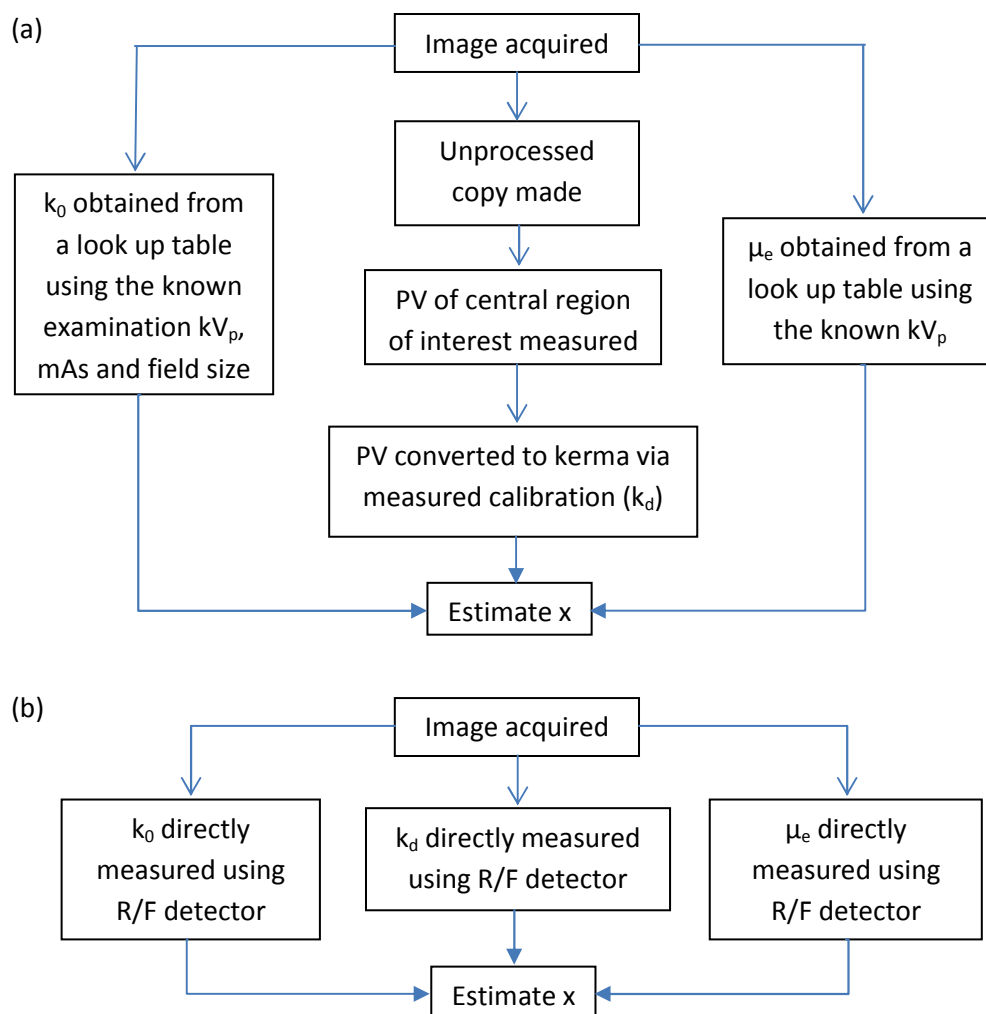 (a)
Image acquired
k₀ obtained from
a look up table
using the known
examination kVₚ,
mAs and field size
Unprocessed
copy made
PV of central region
of interest measured
PV converted to kerma via
measured calibration (k_d)
μₑ obtained from a
look up table using
the known kVₚ
Estimate x
(b)
Image acquired
k₀ directly
measured using
R/F detector
k_d directly measured
using R/F detector
μₑ directly
measured using
R/F detector
Estimate x